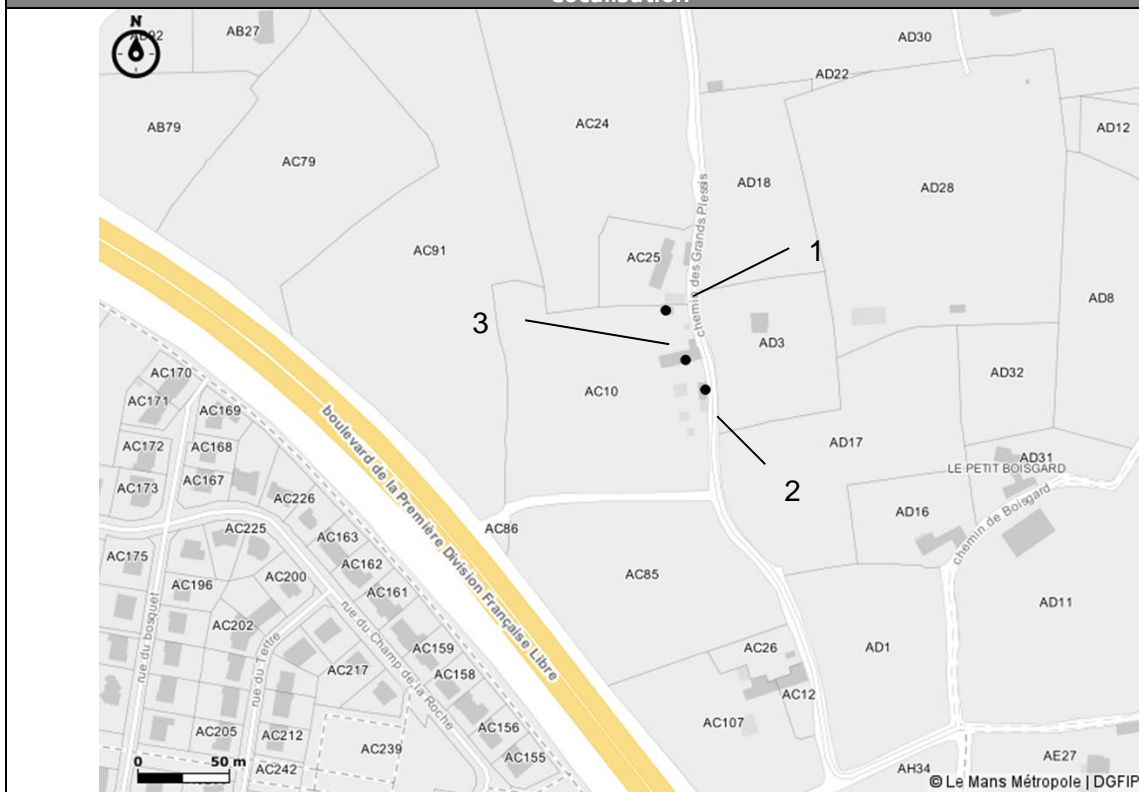 Localisation
N
AB27
AD30
AD22
AB79
AC24
AD12
AC79
AD18
AD28
chemin des Grands Plessis
AC91
AC25
1
AD8
3
AD3
AC170
AC10
AD32
AC171
AC169
boulevard de la Première Division Française Libre
AC172
AC168
AD17
AD31
AC173
AC167
LE PETIT BOISGARD
AC226
2
AD16
chemin de Boisgard
AC225
AC163
AC86
AC175
AC162
AC196
AC200
AC161
AC85
AD11
rue du bosquet
AC202
rue du Tertre
rue du Champ de la Roche
AC159
AC26
AD1
AC217
AC158
AC12
AC205
AC212
AC156
AC107
AC239
AC155
0 50 m
AC242
AH34
AE27
© Le Mans Métropole | DGFIP